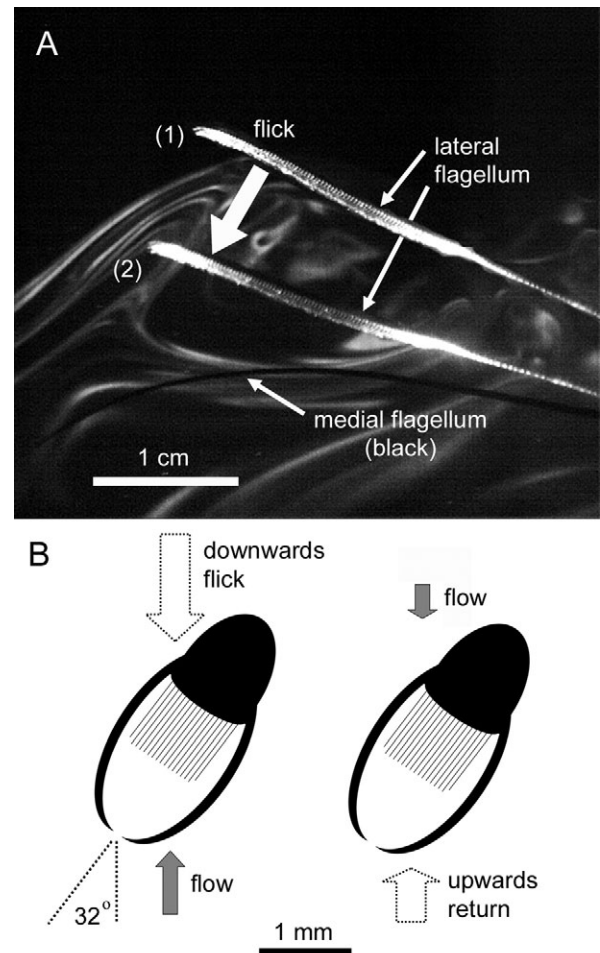 A
(1)
flick
lateral
flagellum
(2)
medial flagellum
(black)
1 cm
B
downwards
flick
flow
flow
32°
upwards
return
1 mm